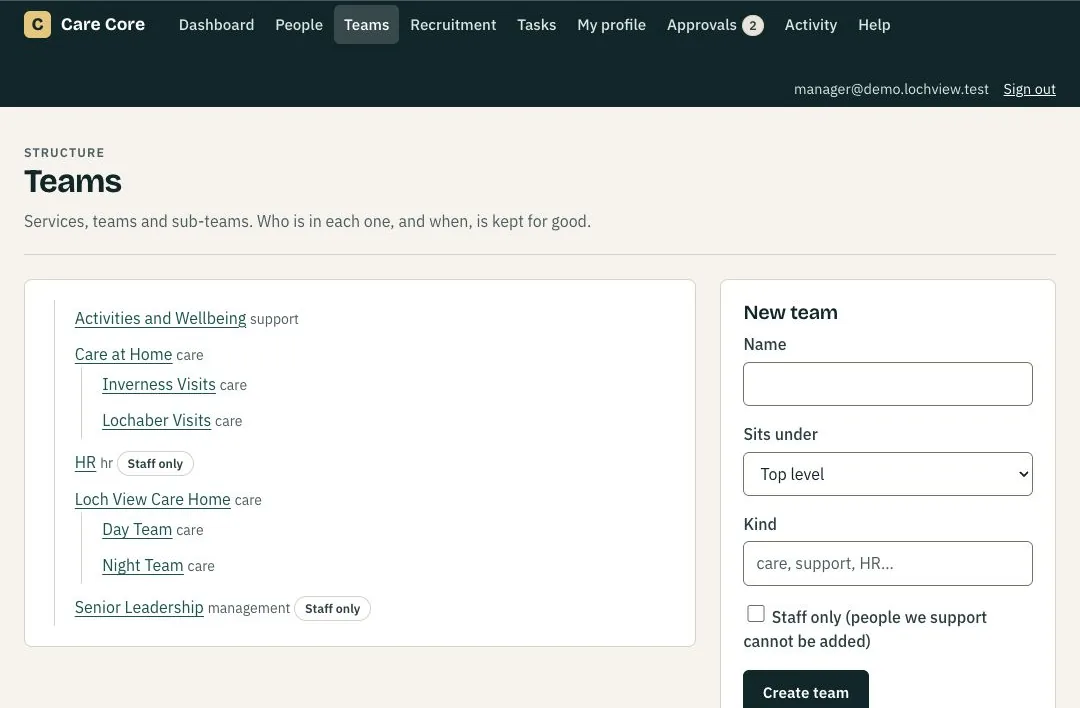 C Care Core Dashboard People Teams Recruitment Tasks My profile Approvals 2 Activity Help
manager@demo.lochview.test Sign out
STRUCTURE
Teams
Services, teams and sub-teams. Who is in each one, and when, is kept for good.
Activities and Wellbeing support
Care at Home care
Inverness Visits care
Lochaber Visits care
HR hr Staff only
Loch View Care Home care
Day Team care
Night Team care
Senior Leadership management Staff only
New team
Name
Sits under
Top level
Kind
care, support, HR...
Staff only (people we support
cannot be added)
Create team